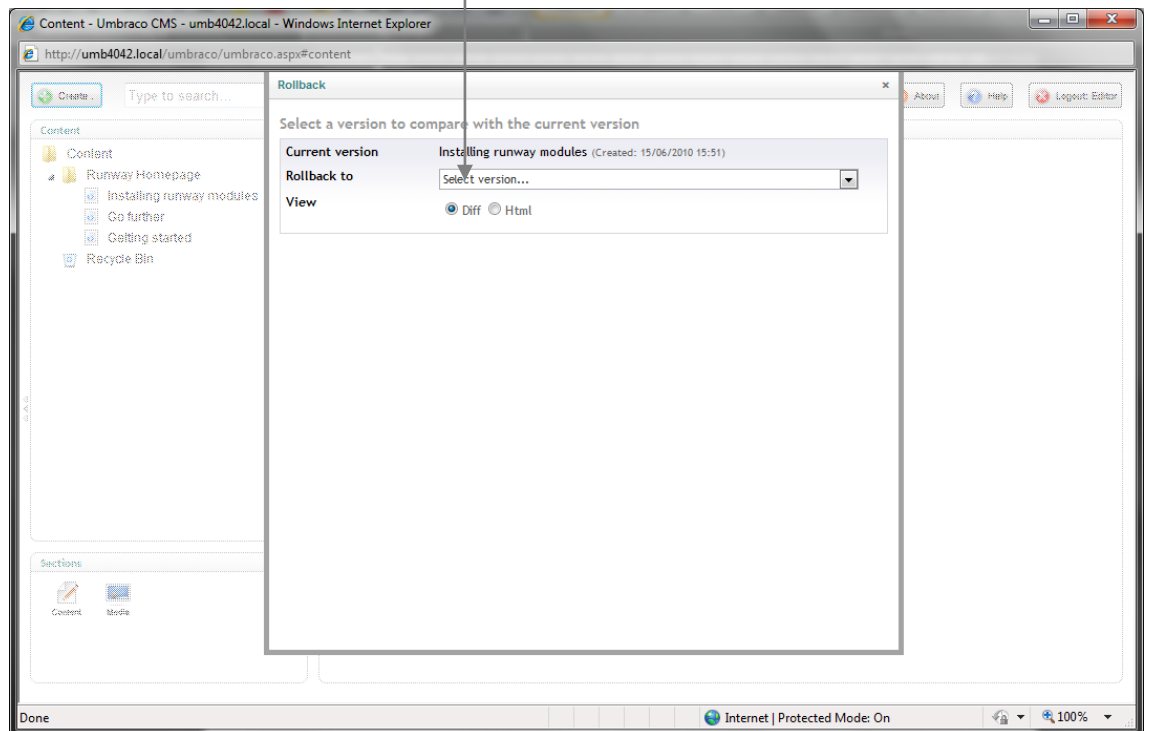 Content - Umbraco CMS - umb4042.local - Windows Internet Explorer
http://umb4042.local/umbraco/umbraco.aspx#content
Create .
Type to search...
Rollback
×
About
Help
Logout: Editor
Content
Content
Runway Homepage
Installing runway modules
Go further
Getting started
Recycle Bin
Select a version to compare with the current version
Current version Installing runway modules (Created: 15/06/2010 15:51)
Rollback to Select version...
View Diff Html
Sections
Content Media
Done Internet | Protected Mode: On 100%